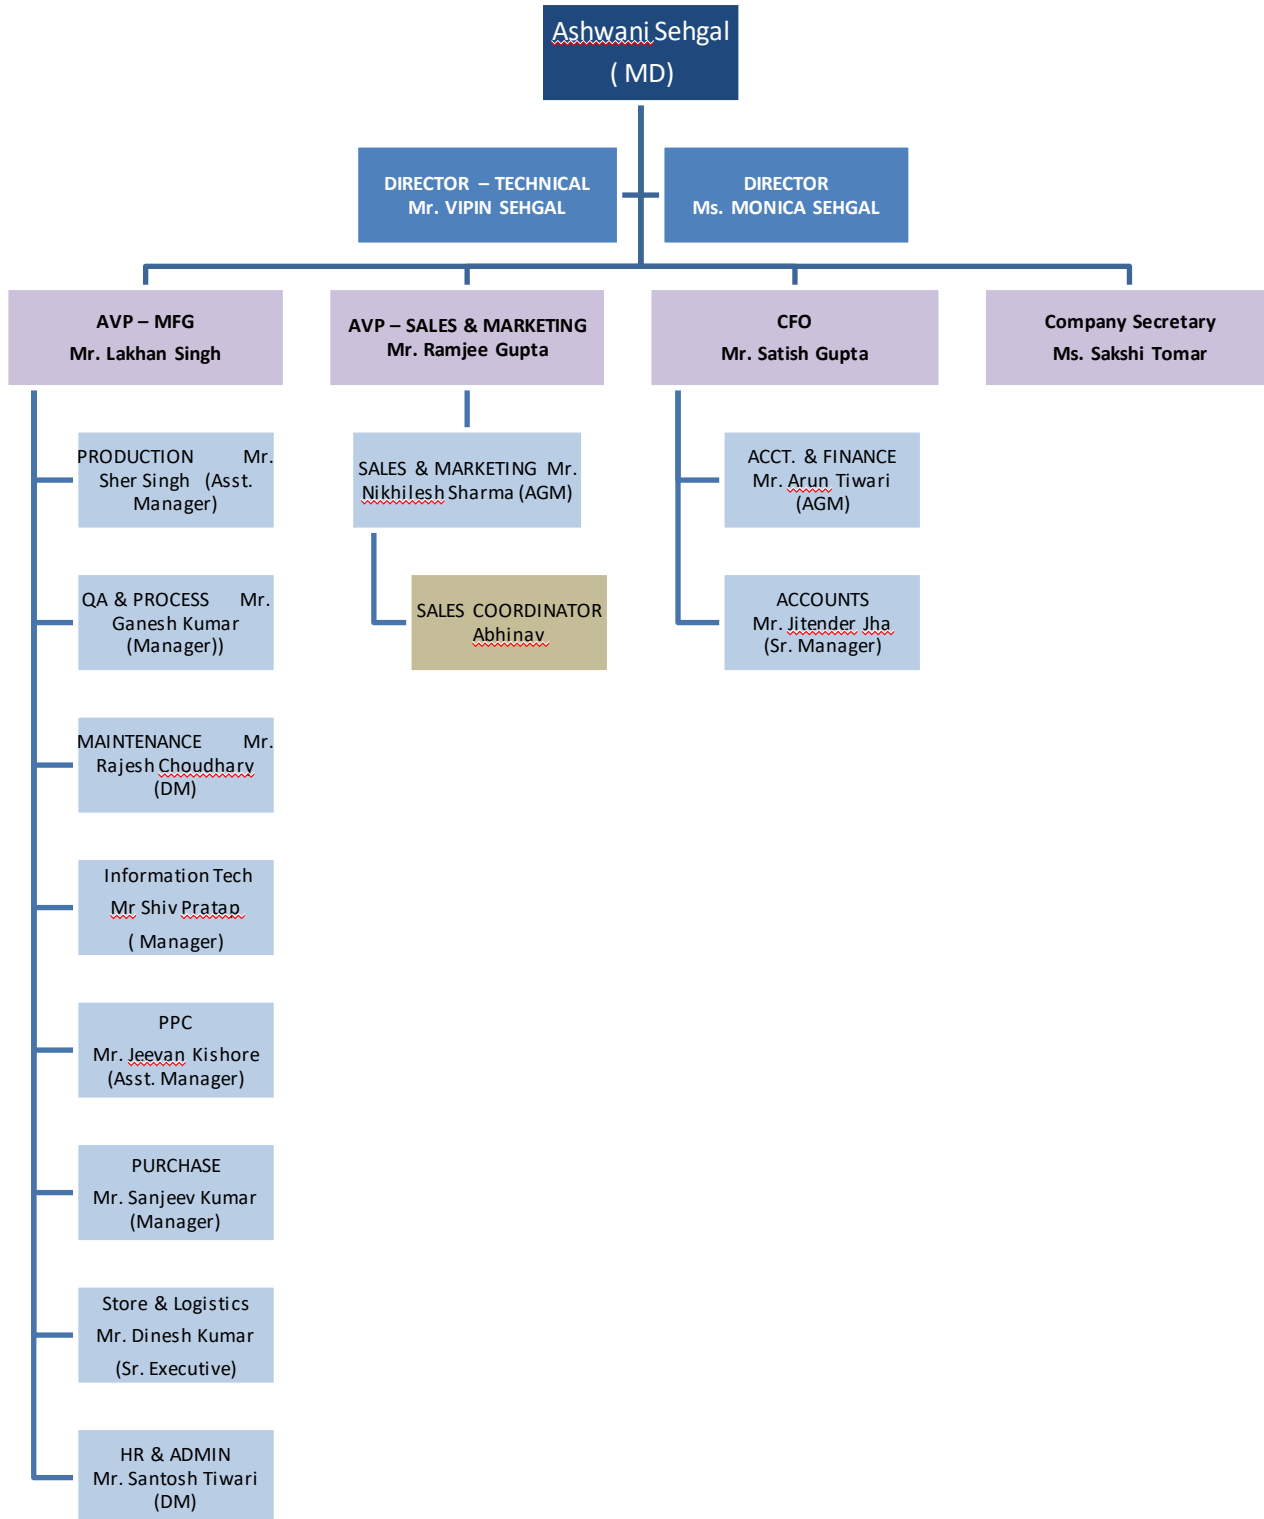 Ashwani Sehgal
( MD)
DIRECTOR – TECHNICAL
Mr. VIPIN SEHGAL
DIRECTOR
Ms. MONICA SEHGAL
AVP – MFG
Mr. Lakhan Singh
AVP – SALES & MARKETING
Mr. Ramjee Gupta
CFO
Mr. Satish Gupta
Company Secretary
Ms. Sakshi Tomar
PRODUCTION Mr.
Sher Singh (Asst.
Manager)
QA & PROCESS Mr.
Ganesh Kumar
(Manager))
MAINTENANCE Mr.
Rajesh Choudhary
(DM)
Information Tech
Mr Shiv Pratap
( Manager)
PPC
Mr. Jeevan Kishore
(Asst. Manager)
PURCHASE
Mr. Sanjeev Kumar
(Manager)
Store & Logistics
Mr. Dinesh Kumar
(Sr. Executive)
HR & ADMIN
Mr. Santosh Tiwari
(DM)
SALES & MARKETING Mr.
Nikhilesh Sharma (AGM)
SALES COORDINATOR
Abhinav
ACCT. & FINANCE
Mr. Arun Tiwari
(AGM)
ACCOUNTS
Mr. Jitender Jha
(Sr. Manager)